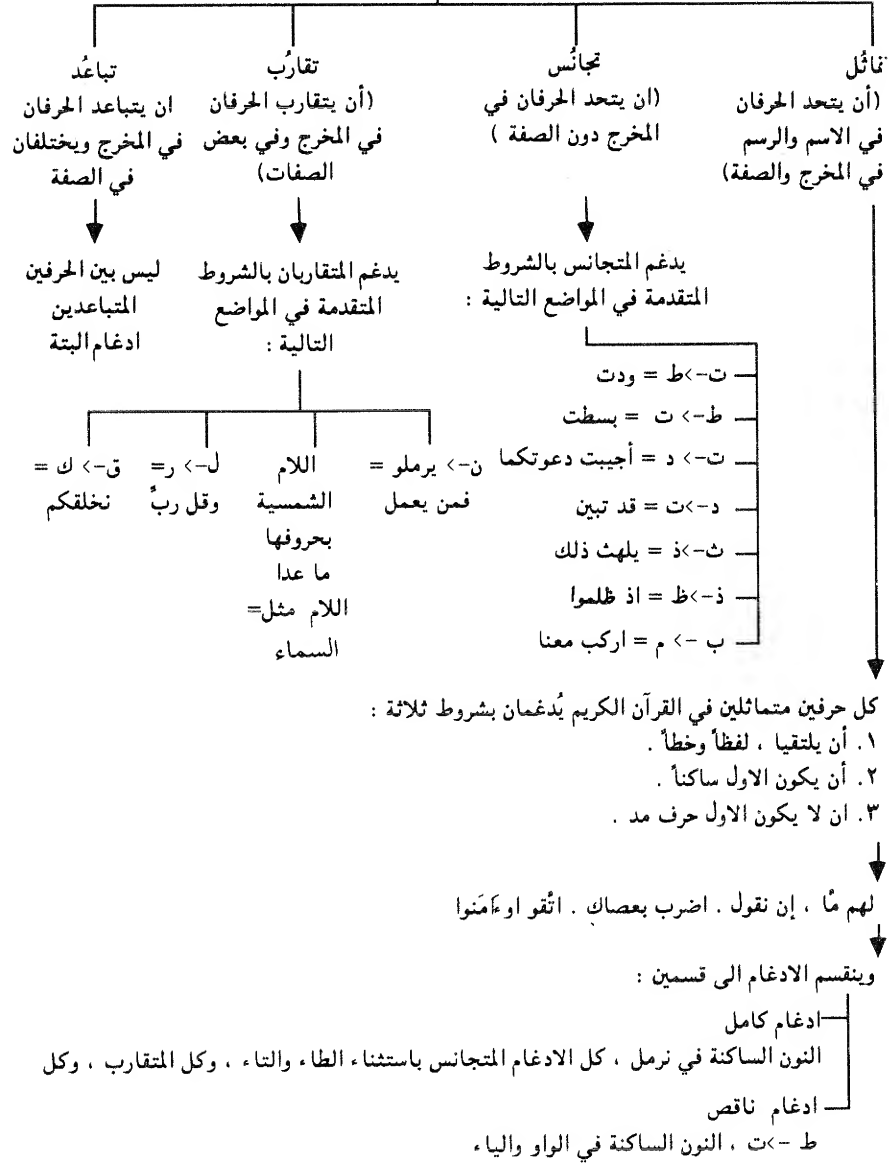 تماثُل
(أن يتحد الحرفان
في الاسم والرسم
في المخرج والصفة)
تجانُس
(ان يتحد الحرفان في
المخرج دون الصفة )
تقارُب
(أن يتقارب الحرفان
في المخرج وفي بعض
الصفات)
تباعُد
ان يتباعد الحرفان
في المخرج ويختلفان
في الصفة
يدغم المتجانس بالشروط
المتقدمة في المواضع التالية :
ت->ط = ودت
ط-> ت = بسطت
ت-> د = أجيبت دعوتكما
د->ت = قد تبين
ث->ذ = يلهث ذلك
ذ->ظ = اذ ظلموا
ب -> م = اركب معنا
يدغم المتقاربان بالشروط
المتقدمة في المواضع
التالية :
ن-> يرملو =
فمن يعمل
اللام
الشمسية
بحروفها
ما عدا
اللام مثل=
السماء
ل-> ر=
وقل ربِّ
ق-> ك =
نخلقكم
ليس بين الحرفين
المتباعدين
ادغام البتة
كل حرفين متماثلين في القرآن الكريم يُدغمان بشروط ثلاثة :
١. أن يلتقيا ، لفظاً وخطاً .
٢. أن يكون الاول ساكناً .
٣. ان لا يكون الاول حرف مد .
لهم مّا ، إن نقول . اضرب بعصاك . اتّقو اوءَامَنوا
وينقسم الادغام الى قسمين :
ادغام كامل
النون الساكنة في نرمل ، كل الادغام المتجانس باستثناء الطاء والتاء ، وكل المتقارب ، وكل
ادغام ناقص
ط ->ت ، النون الساكنة في الواو والياء